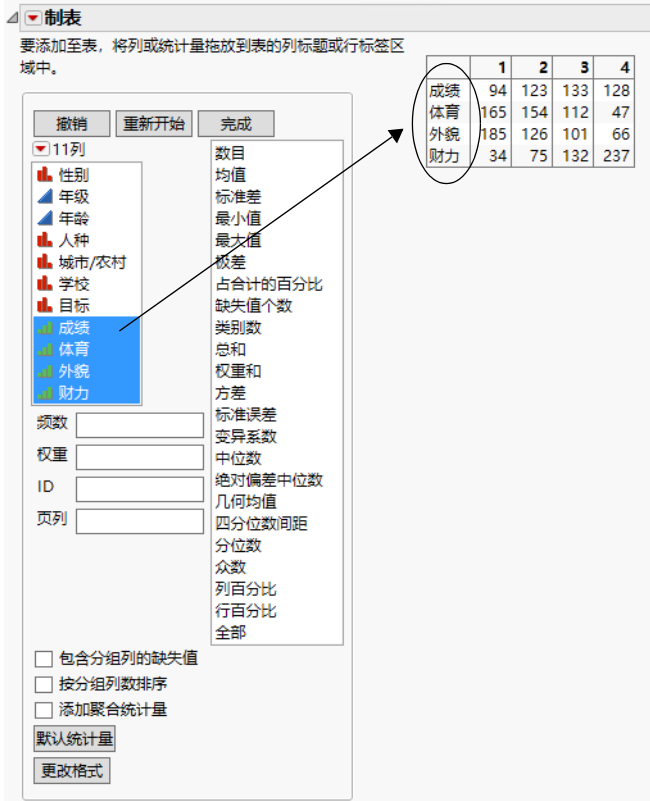 制表
要添加至表，将列或统计量拖放到表的列标题或行标签区
域中。
1 2 3 4
成绩 94 123 133 128
体育 165 154 112 47
外貌 185 126 101 66
财力 34 75 132 237
撤销 重新开始 完成
11列
性别
年级
年龄
人种
城市/农村
学校
目标
成绩
体育
外貌
财力
频数
权重
ID
页列
数目
均值
标准差
最小值
最大值
极差
占合计的百分比
缺失值个数
类别数
总和
权重和
方差
标准误差
变异系数
中位数
绝对偏差中位数
几何均值
四分位数间距
分位数
众数
列百分比
行百分比
全部
包含分组列的缺失值
按分组列数排序
添加聚合统计量
默认统计量
更改格式